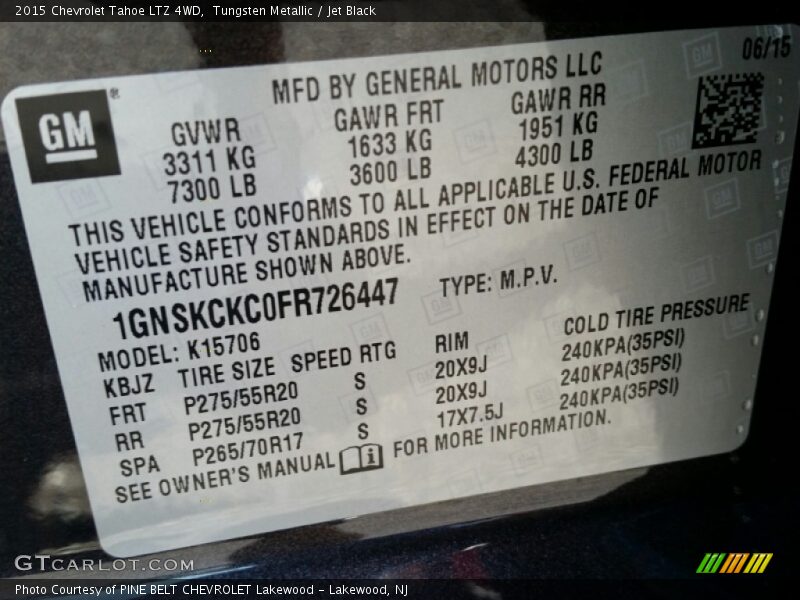 2015 Chevrolet Tahoe LTZ 4WD, Tungsten Metallic / Jet Black
06/15
MFD BY GENERAL MOTORS LLC
GM®
GVWR GAWR FRT GAWR RR
3311 KG 1633 KG 1951 KG
7300 LB 3600 LB 4300 LB
THIS VEHICLE CONFORMS TO ALL APPLICABLE U.S. FEDERAL MOTOR
VEHICLE SAFETY STANDARDS IN EFFECT ON THE DATE OF
MANUFACTURE SHOWN ABOVE.
1GNSKCKC0FR726447 TYPE: M.P.V.
MODEL: K15706
KBJZ TIRE SIZE SPEED RTG RIM COLD TIRE PRESSURE
FRT P275/55R20 S 20X9J 240KPA(35PSI)
RR P275/55R20 S 20X9J 240KPA(35PSI)
SPA P265/70R17 S 17X7.5J 240KPA(35PSI)
SEE OWNER'S MANUAL i FOR MORE INFORMATION.
GTCARLOT.COM
Photo Courtesy of PINE BELT CHEVROLET Lakewood - Lakewood, NJ